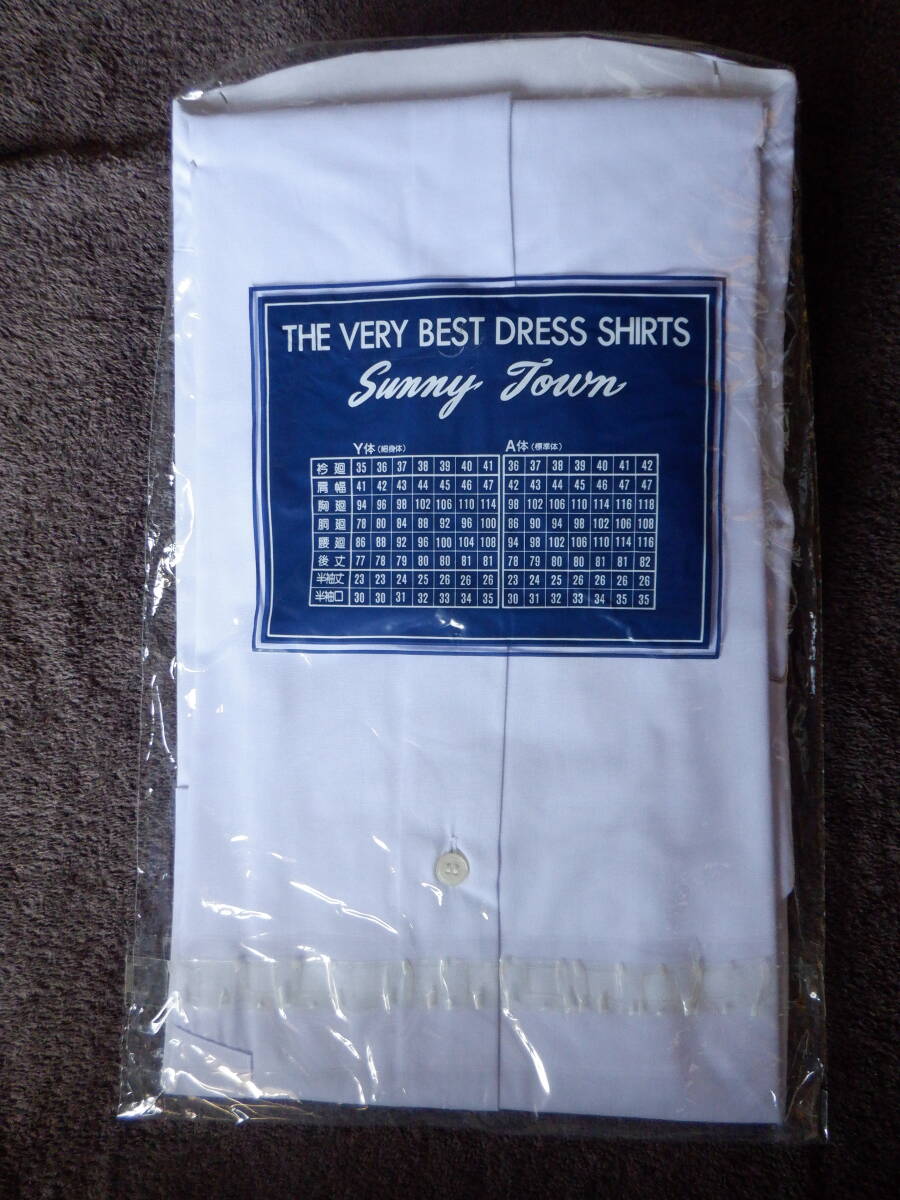 THE VERY BEST DRESS SHIRTS
Sunny Town
Y体(細身体) A体(標準体)
衿廻 35 36 37 38 39 40 41 36 37 38 39 40 41 42
肩幅 41 42 43 44 45 46 47 42 43 44 45 46 47 47
胸廻 94 96 98 102 106 110 114 98 102 106 110 114 116 118
胴廻 78 80 84 88 92 96 100 86 90 94 98 102 106 108
腰廻 86 88 92 96 100 104 108 94 98 102 106 110 114 116
後丈 77 78 79 80 80 81 81 78 79 80 80 81 81 82
半袖丈 23 23 24 25 26 26 26 23 24 25 26 26 26 26
半袖口 30 30 31 32 33 34 35 30 31 32 33 34 35 35